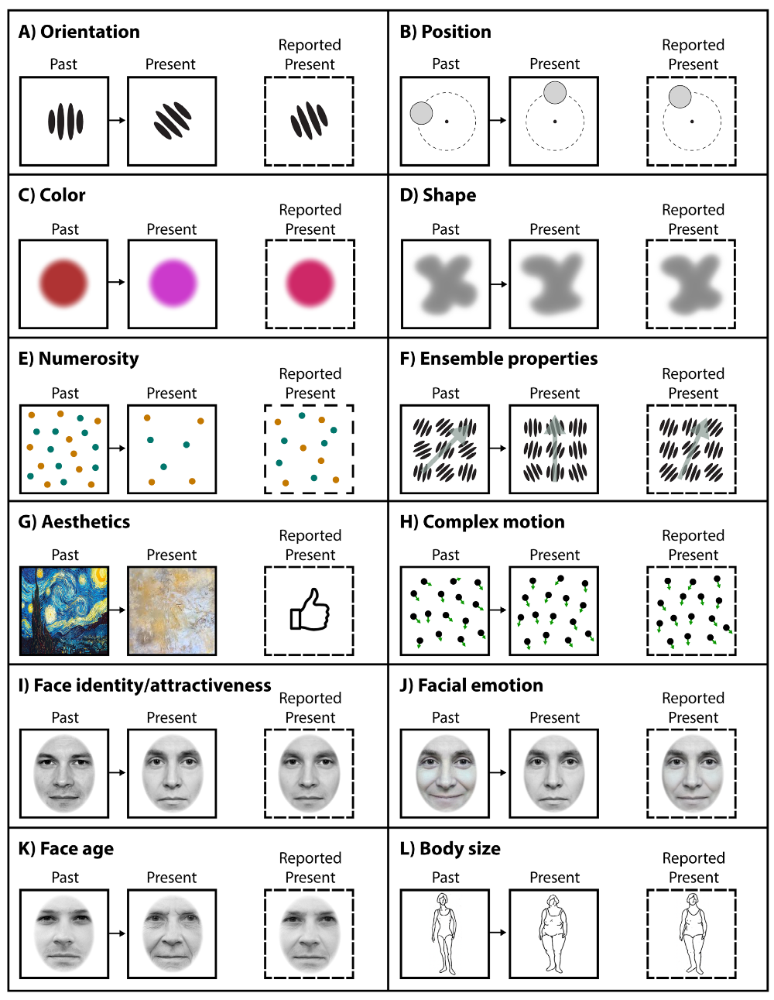 A) Orientation
Past
Present
Reported
Present
B) Position
Past
Present
Reported
Present
C) Color
Past
Present
Reported
Present
D) Shape
Past
Present
Reported
Present
E) Numerosity
Past
Present
Reported
Present
F) Ensemble properties
Past
Present
Reported
Present
G) Aesthetics
Past
Present
Reported
Present
H) Complex motion
Past
Present
Reported
Present
I) Face identity/attractiveness
Past
Present
Reported
Present
J) Facial emotion
Past
Present
Reported
Present
K) Face age
Past
Present
Reported
Present
L) Body size
Past
Present
Reported
Present